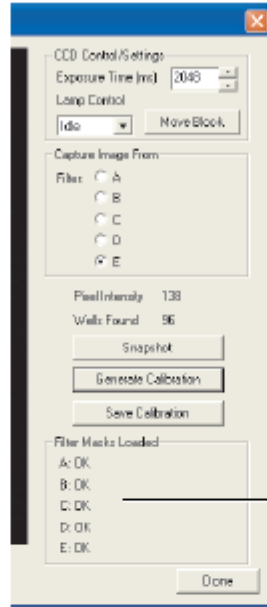 CCD Control/Settings
Exposure Time (ms) 2048
Lamp Control
Idle Move Block
Capture Image From
Filter: A
B
C
D
E
Pixel Intensity 138
Wells Found 96
Snapshot
Generate Calibration
Save Calibration
Filter Masks Loaded
A: OK
B: OK
C: OK
D: OK
E: OK
Done